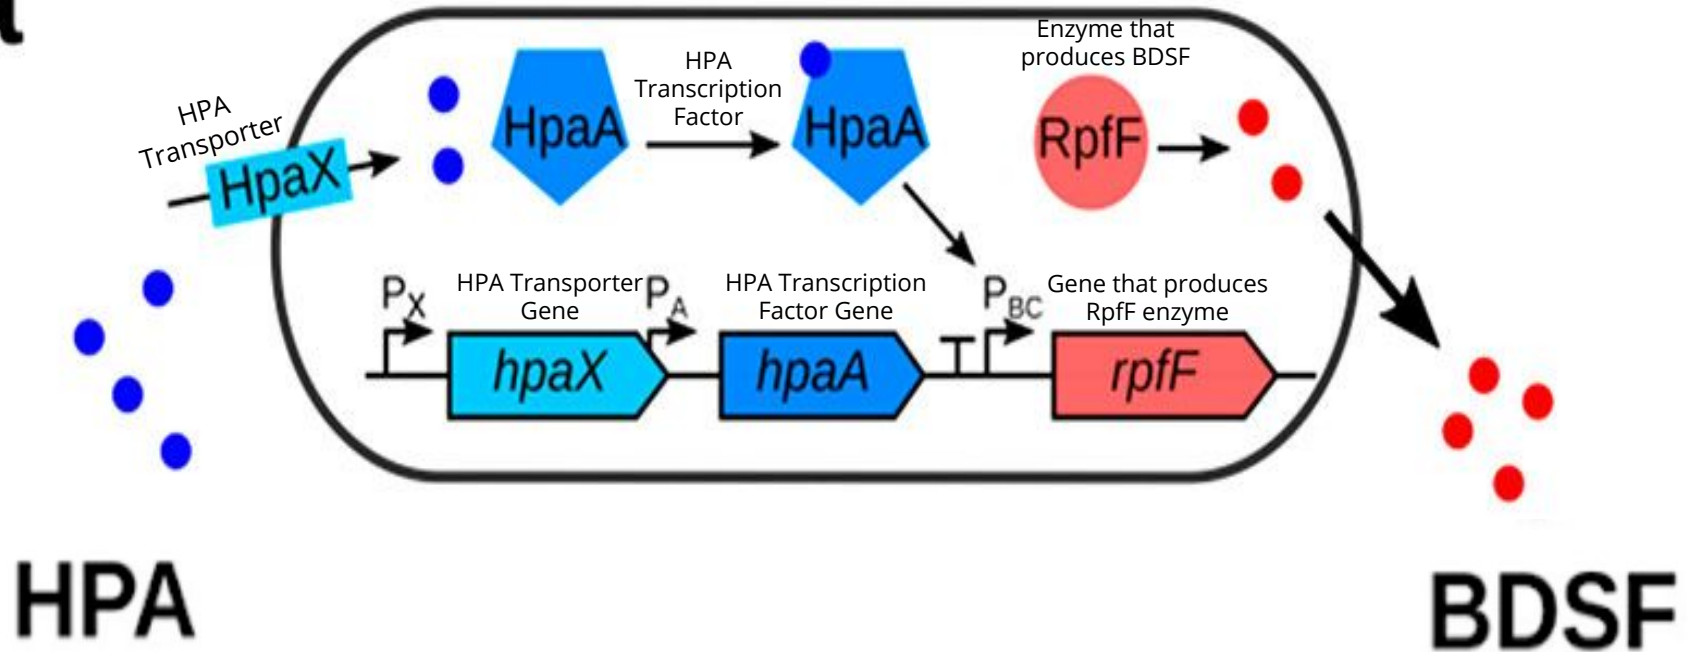 HPA
Transporter
HpaX
HpaA
HPA
Transcription
Factor
HpaA
Enzyme that
produces BDSF
RpfF
PX
HPA Transporter
Gene
PA
HPA Transcription
Factor Gene
T
PBC
Gene that produces
RpfF enzyme
hpaX
hpaA
rpfF
HPA
BDSF